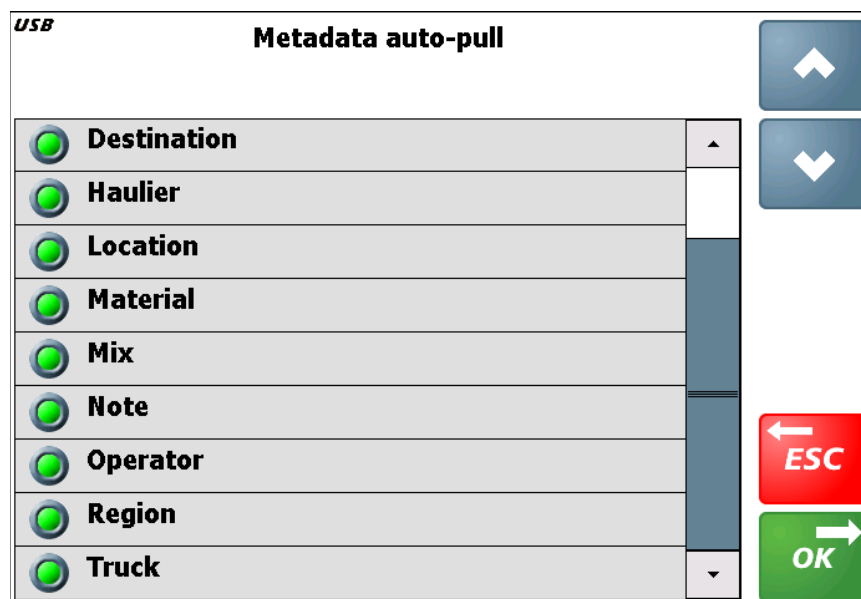 USB
Metadata auto-pull
Destination
Haulier
Location
Material
Mix
Note
Operator
Region
Truck
ESC
OK